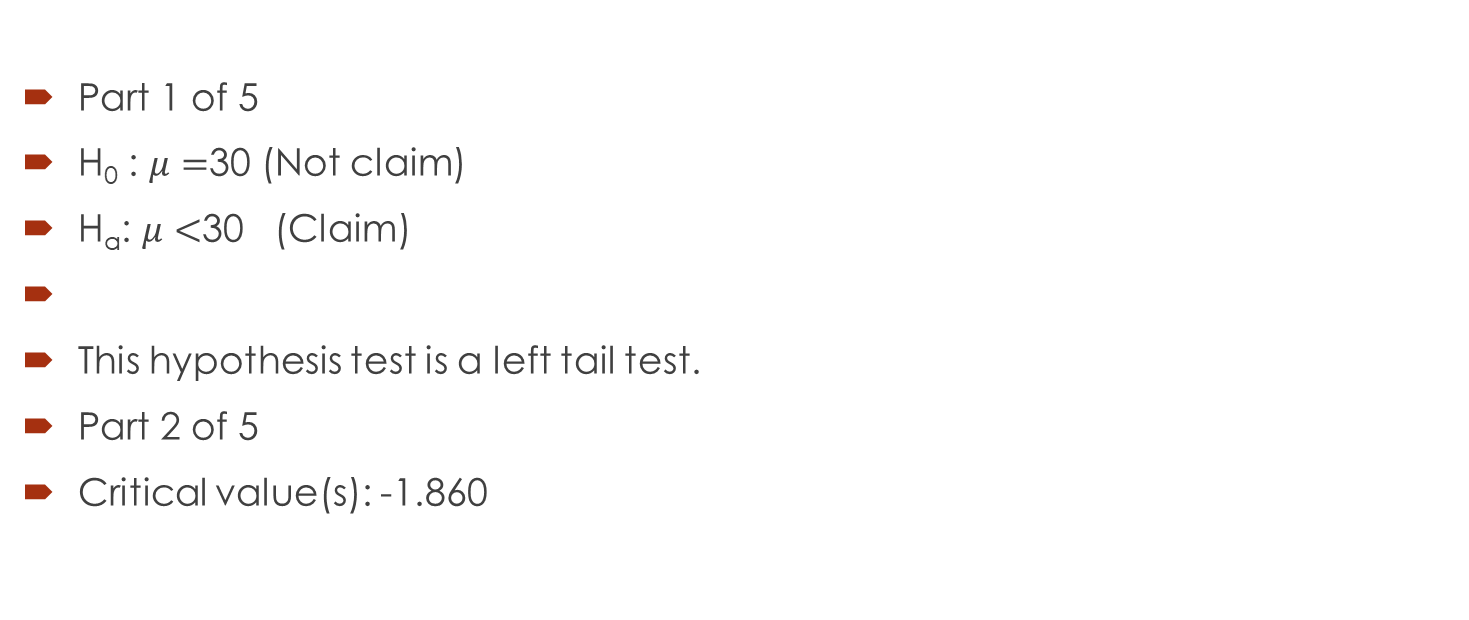 Part 1 of 5
H₀ : 𝜇 =30 (Not claim)
Hₐ: 𝜇 <30 (Claim)
This hypothesis test is a left tail test.
Part 2 of 5
Critical value(s): -1.860